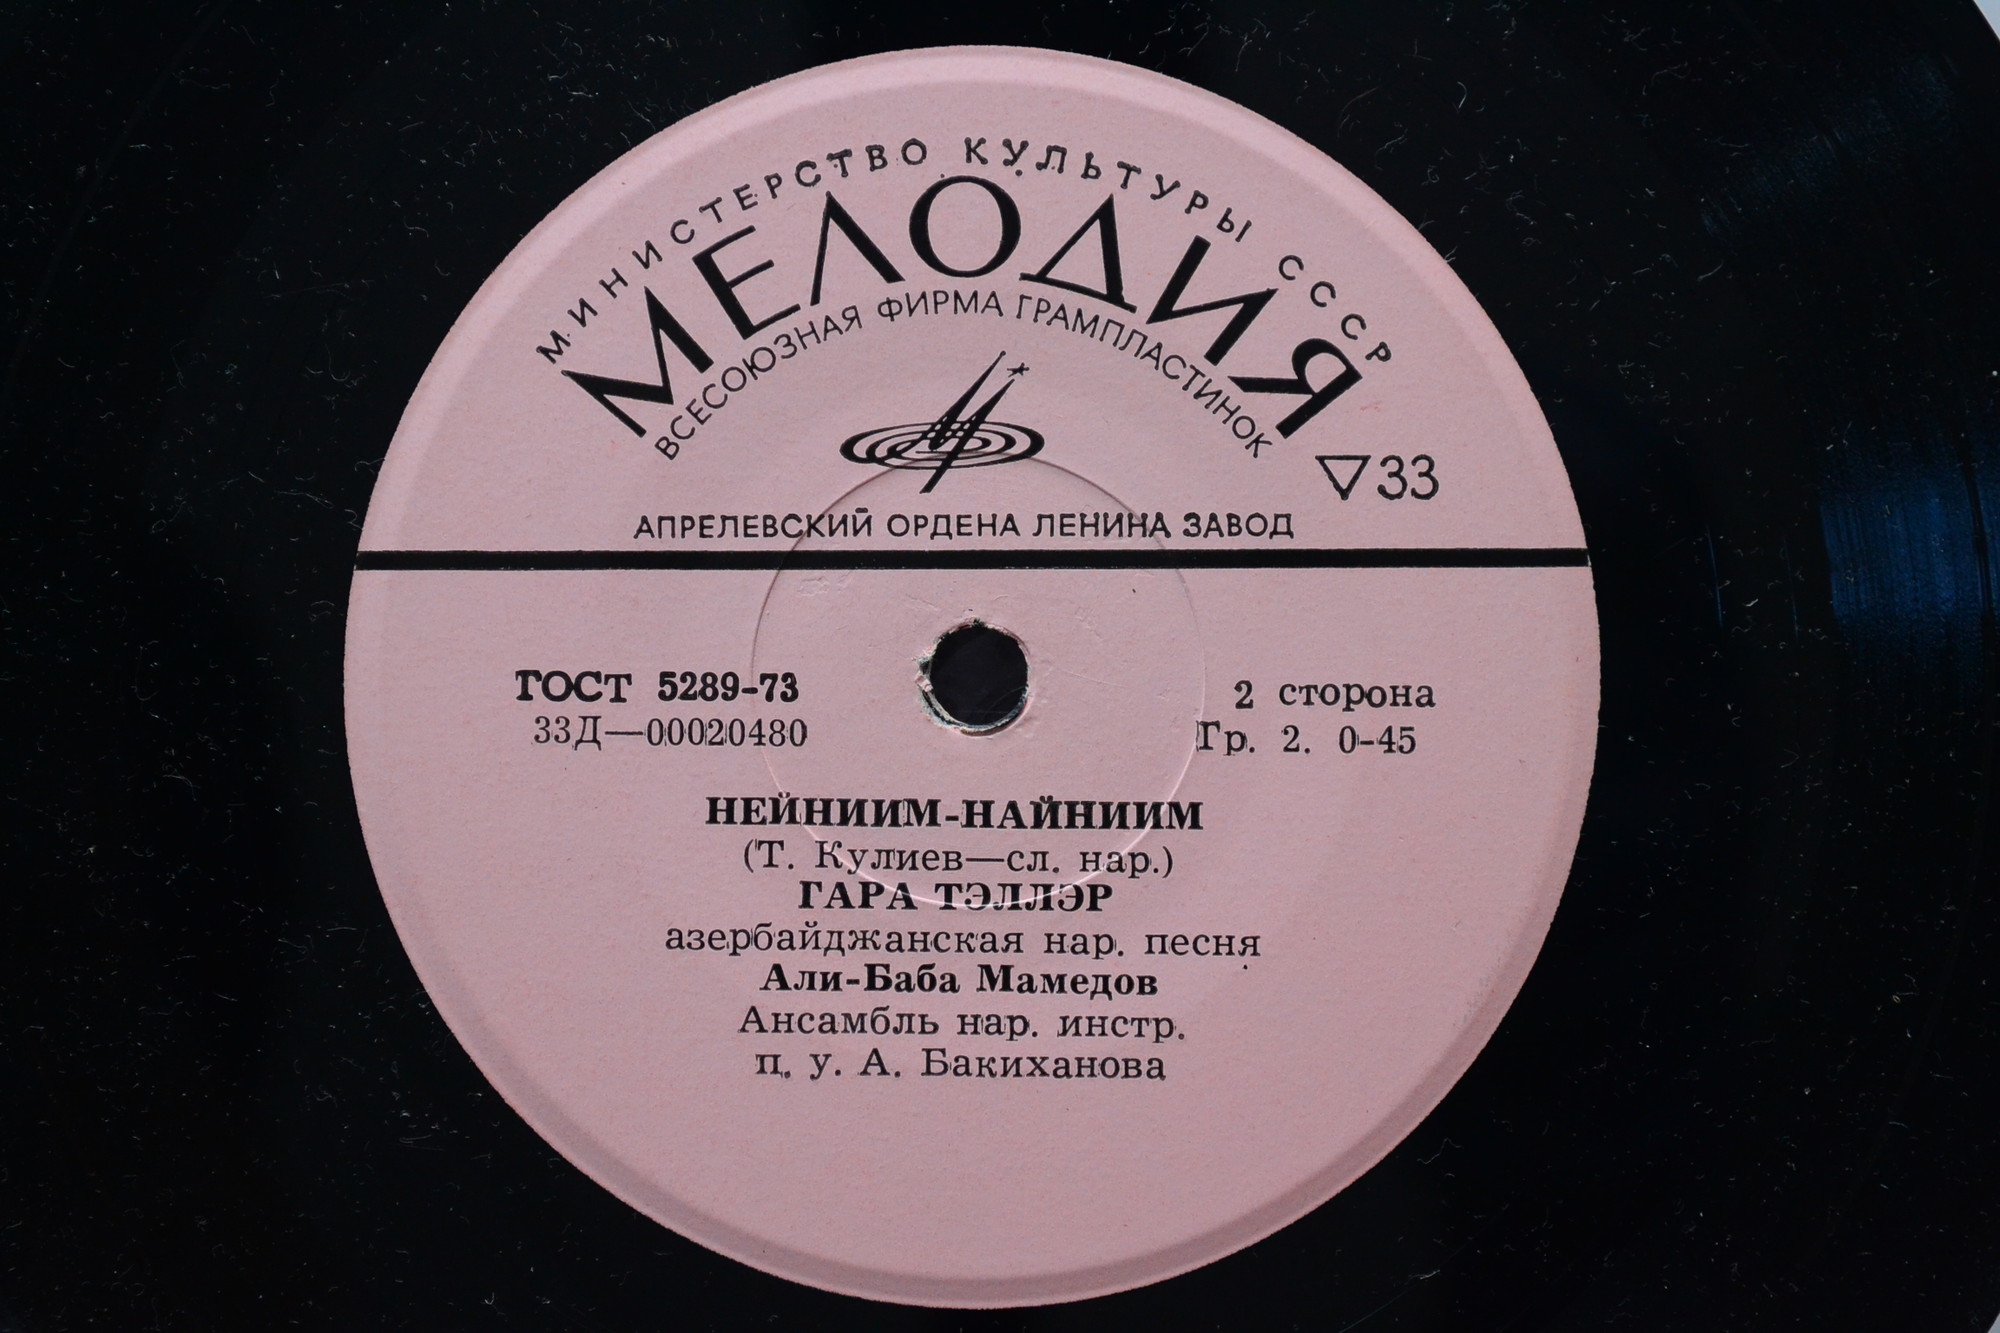 МИНИСТЕРСТВО КУЛЬТУРЫ СССР
МЕЛОДИЯ
ВСЕСОЮЗНАЯ ФИРМА ГРАМПЛАСТИНОК
▽33
АПРЕЛЕВСКИЙ ОРДЕНА ЛЕНИНА ЗАВОД
ГОСТ 5289-73
33Д—00020480
2 сторона
Гр. 2. 0-45
НЕЙНИИМ-НАЙНИИМ
(Т. Кулиев—сл. нар.)
ГАРА ТЭЛЛЭР
азербайджанская нар. песня
Али-Баба Мамедов
Ансамбль нар. инстр.
п. у. А. Бакиханова